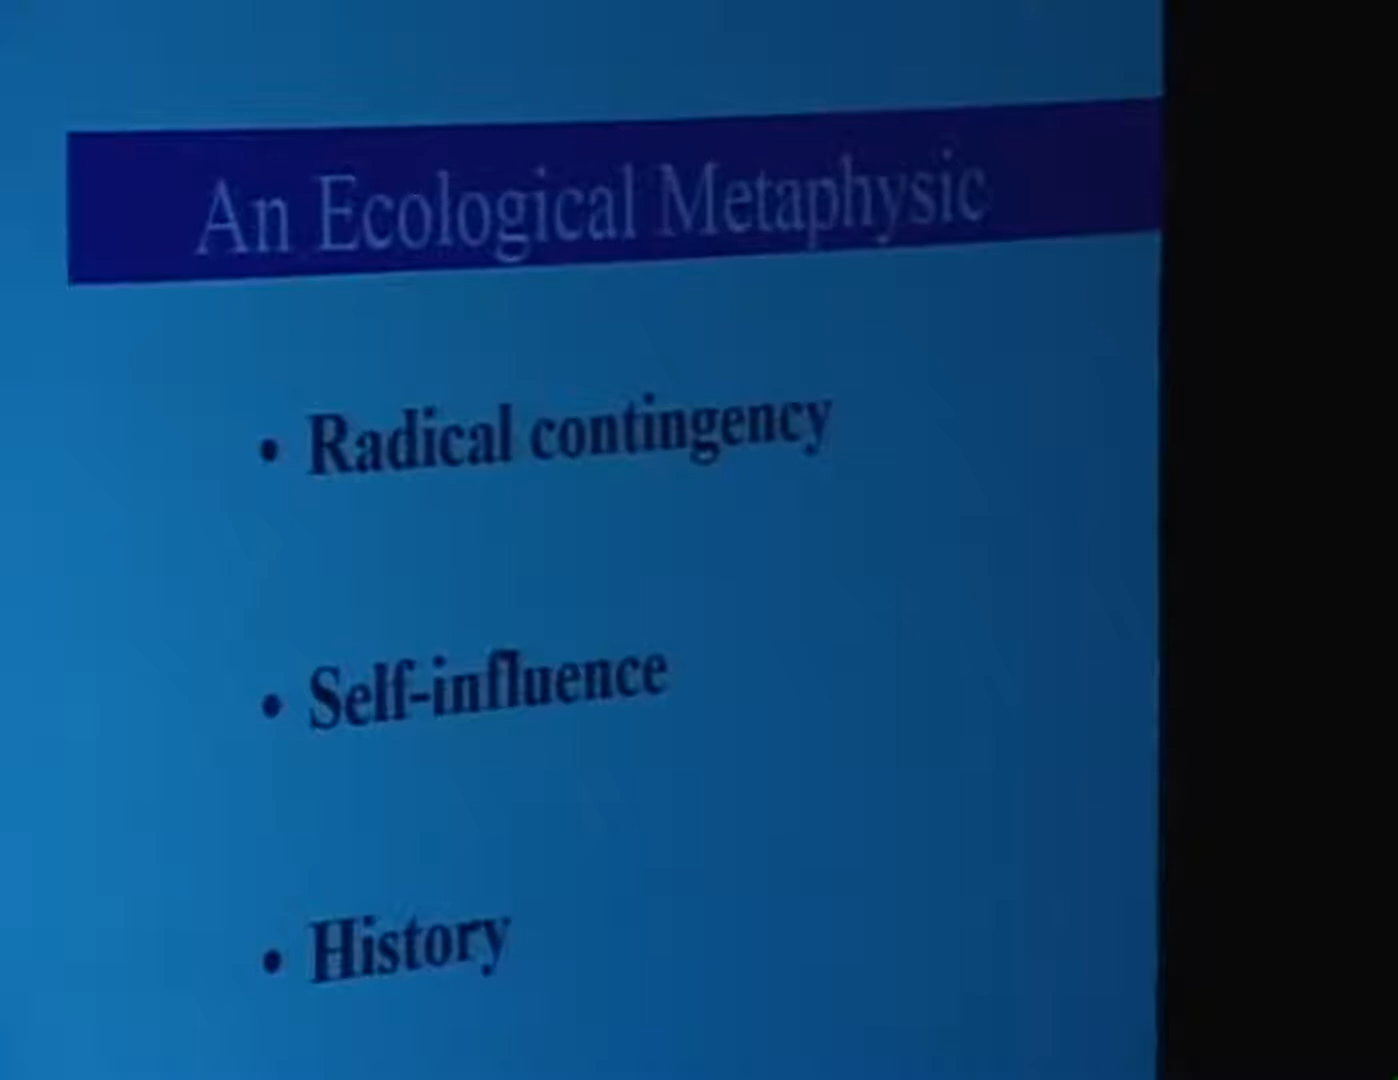 An Ecological Metaphysic
• Radical contingency
• Self-influence
• History